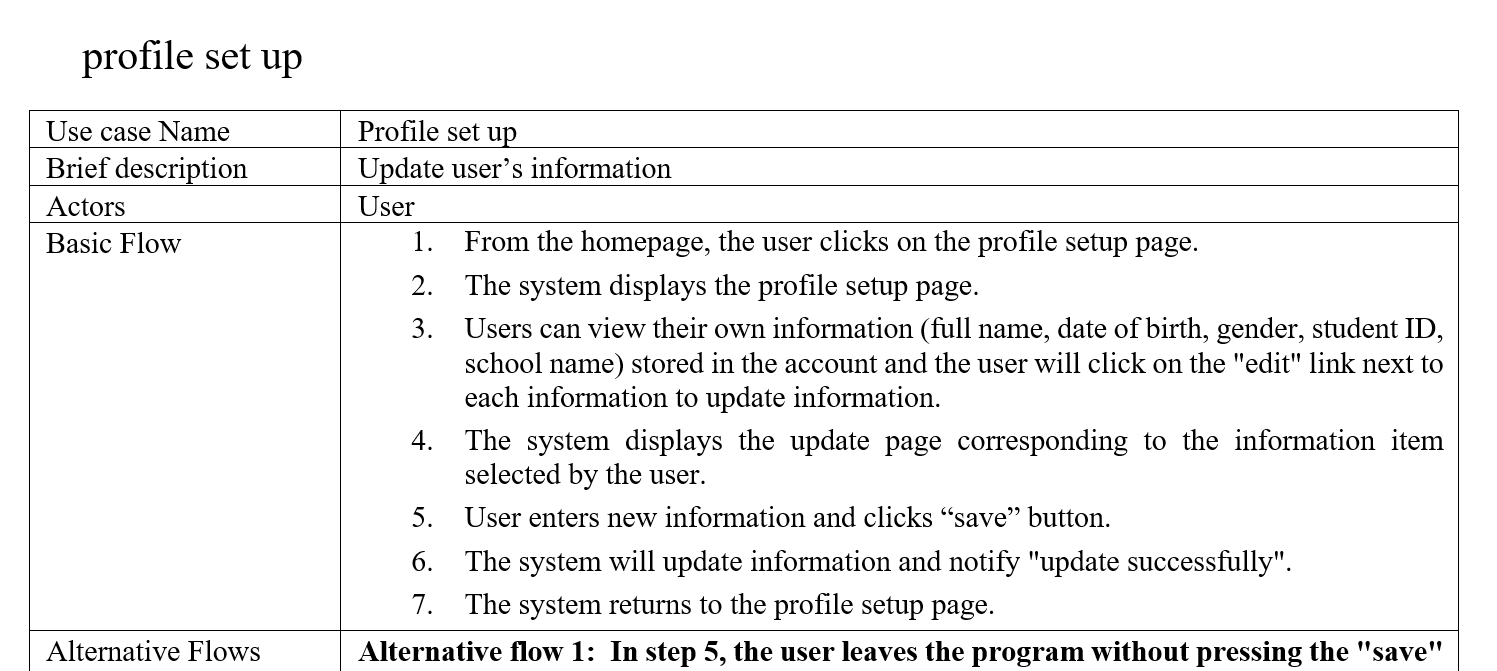 profile set up
Use case Name
Profile set up
Brief description
Update user’s information
Actors
User
Basic Flow
1. From the homepage, the user clicks on the profile setup page.
2. The system displays the profile setup page.
3. Users can view their own information (full name, date of birth, gender, student ID,
school name) stored in the account and the user will click on the "edit" link next to
each information to update information.
4. The system displays the update page corresponding to the information item
selected by the user.
5. User enters new information and clicks “save” button.
6. The system will update information and notify "update successfully".
7. The system returns to the profile setup page.
Alternative Flows
Alternative flow 1: In step 5, the user leaves the program without pressing the "save"